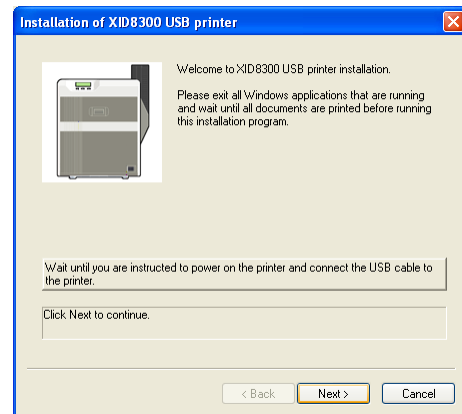 Installation of XID8300 USB printer
Welcome to XID8300 USB printer installation.
Please exit all Windows applications that are running
and wait until all documents are printed before running
this installation program.
Wait until you are instructed to power on the printer and connect the USB cable to
the printer.
Click Next to continue.
< Back Next > Cancel